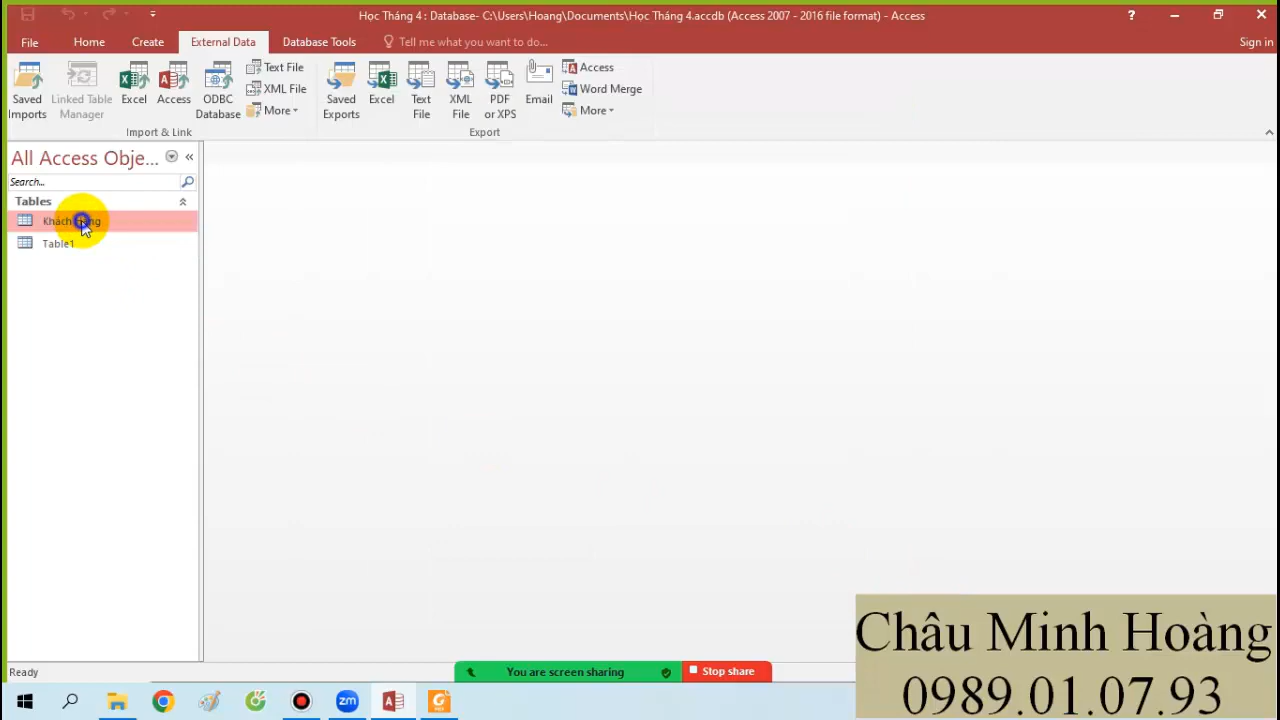 Học Tháng 4 : Database- C:\Users\Hoang\Documents\Học Tháng 4.accdb (Access 2007 - 2016 file format) - Access
?
File
Home
Create
External Data
Database Tools
Tell me what you want to do...
Sign in
Saved Imports
Linked Table Manager
Excel
Access
ODBC Database
Text File
XML File
More
Import & Link
Saved Exports
Excel
Text File
XML File
PDF or XPS
Email
Access
Word Merge
More
Export
All Access Obje...
Search...
Tables
Khách
Table1
Ready
You are screen sharing
Stop share
zm
Châu Minh Hoàng
0989.01.07.93